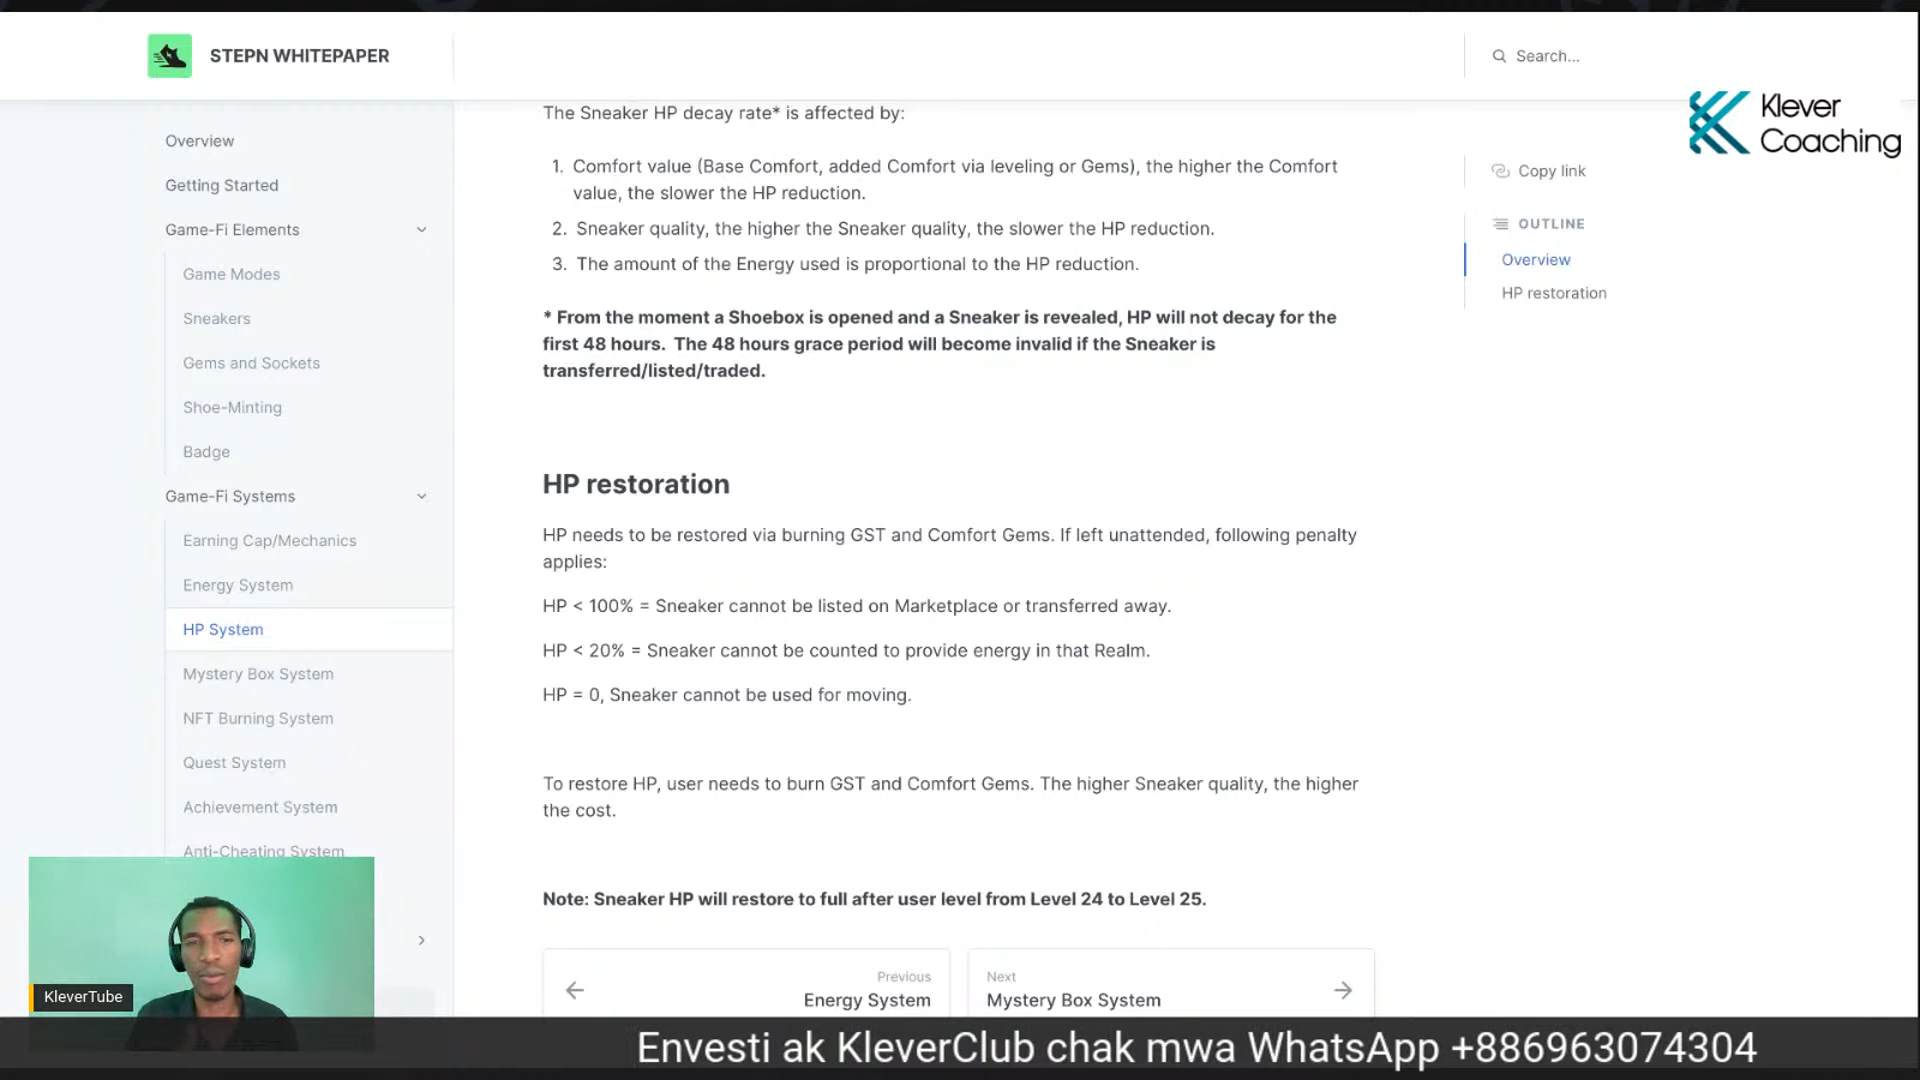 STEPN WHITEPAPER
Search...
Klever
Coaching
Overview
Getting Started
Game-Fi Elements
Game Modes
Sneakers
Gems and Sockets
Shoe-Minting
Badge
Game-Fi Systems
Earning Cap/Mechanics
Energy System
HP System
Mystery Box System
NFT Burning System
Quest System
Achievement System
Anti-Cheating System
The Sneaker HP decay rate* is affected by:
1. Comfort value (Base Comfort, added Comfort via leveling or Gems), the higher the Comfort
value, the slower the HP reduction.
2. Sneaker quality, the higher the Sneaker quality, the slower the HP reduction.
3. The amount of the Energy used is proportional to the HP reduction.
* From the moment a Shoebox is opened and a Sneaker is revealed, HP will not decay for the
first 48 hours. The 48 hours grace period will become invalid if the Sneaker is
transferred/listed/traded.
HP restoration
HP needs to be restored via burning GST and Comfort Gems. If left unattended, following penalty
applies:
HP < 100% = Sneaker cannot be listed on Marketplace or transferred away.
HP < 20% = Sneaker cannot be counted to provide energy in that Realm.
HP = 0, Sneaker cannot be used for moving.
To restore HP, user needs to burn GST and Comfort Gems. The higher Sneaker quality, the higher
the cost.
Note: Sneaker HP will restore to full after user level from Level 24 to Level 25.
Previous
Energy System
Next
Mystery Box System
Copy link
OUTLINE
Overview
HP restoration
KleverTube
Envesti ak KleverClub chak mwa WhatsApp +886963074304